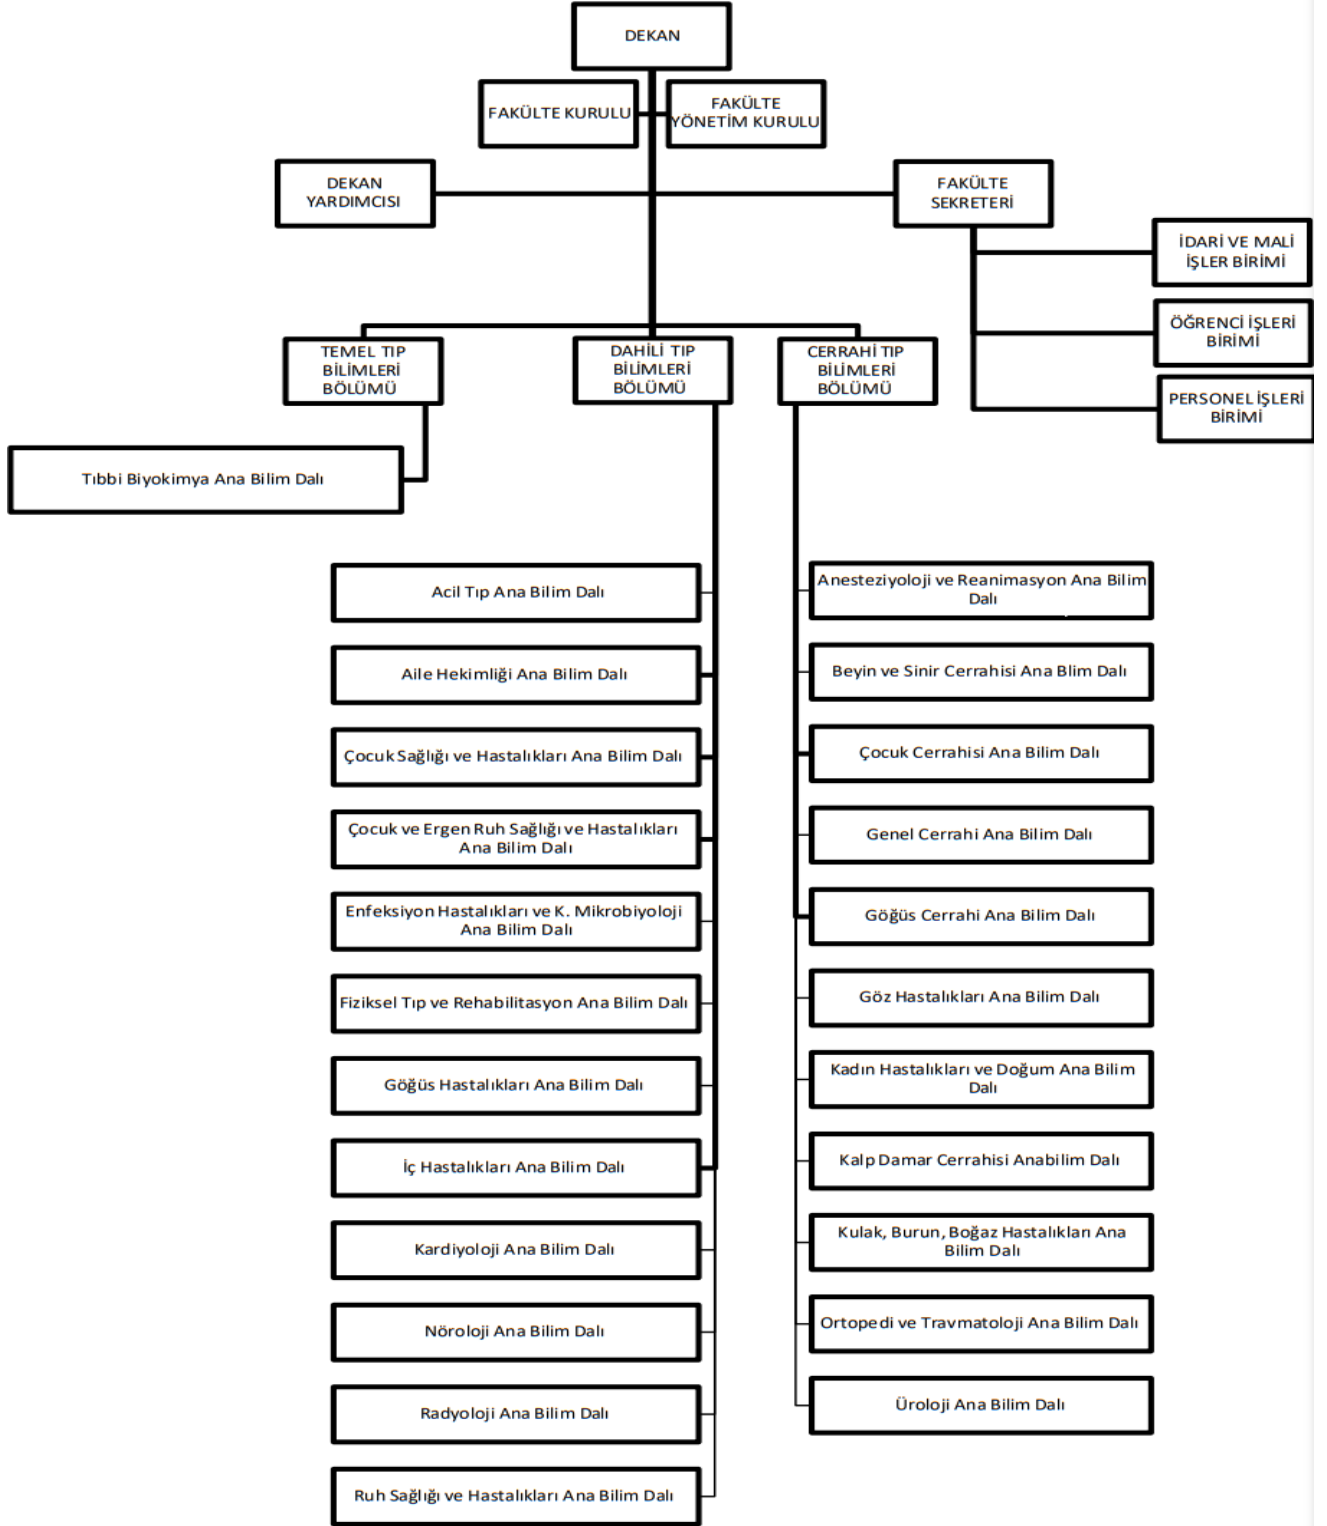 DEKAN
FAKÜLTE KURULU
FAKÜLTE
YÖNETİM KURULU
DEKAN
YARDIMCISI
FAKÜLTE
SEKRETERİ
İDARİ VE MALİ
İŞLER BİRİMİ
ÖĞRENCİ İŞLERİ
BİRİMİ
PERSONEL İŞLERİ
BİRİMİ
TEMEL TIP
BİLİMLERİ
BÖLÜMÜ
DAHİLİ TIP
BİLİMLERİ
BÖLÜMÜ
CERRAHİ TIP
BİLİMLERİ
BÖLÜMÜ
Tıbbi Biyokimya Ana Bilim Dalı
Acil Tıp Ana Bilim Dalı
Aile Hekimliği Ana Bilim Dalı
Çocuk Sağlığı ve Hastalıkları Ana Bilim Dalı
Çocuk ve Ergen Ruh Sağlığı ve Hastalıkları
Ana Bilim Dalı
Enfeksiyon Hastalıkları ve K. Mikrobiyoloji
Ana Bilim Dalı
Fiziksel Tıp ve Rehabilitasyon Ana Bilim Dalı
Göğüs Hastalıkları Ana Bilim Dalı
İç Hastalıkları Ana Bilim Dalı
Kardiyoloji Ana Bilim Dalı
Nöroloji Ana Bilim Dalı
Radyoloji Ana Bilim Dalı
Ruh Sağlığı ve Hastalıkları Ana Bilim Dalı
Anesteziyoloji ve Reanimasyon Ana Bilim
Dalı
Beyin ve Sinir Cerrahisi Ana Blim Dalı
Çocuk Cerrahisi Ana Bilim Dalı
Genel Cerrahi Ana Bilim Dalı
Göğüs Cerrahi Ana Bilim Dalı
Göz Hastalıkları Ana Bilim Dalı
Kadın Hastalıkları ve Doğum Ana Bilim
Dalı
Kalp Damar Cerrahisi Anabilim Dalı
Kulak, Burun, Boğaz Hastalıkları Ana
Bilim Dalı
Ortopedi ve Travmatoloji Ana Bilim Dalı
Üroloji Ana Bilim Dalı